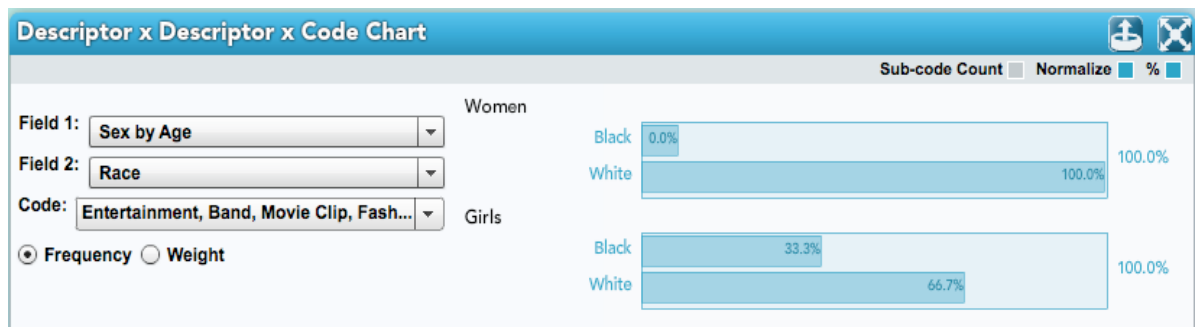 Descriptor x Descriptor x Code Chart
Sub-code Count Normalize %
Field 1: Sex by Age
Field 2: Race
Code: Entertainment, Band, Movie Clip, Fash...
Frequency Weight
Women
Black 0.0%
White 100.0%
100.0%
Girls
Black 33.3%
White 66.7%
100.0%